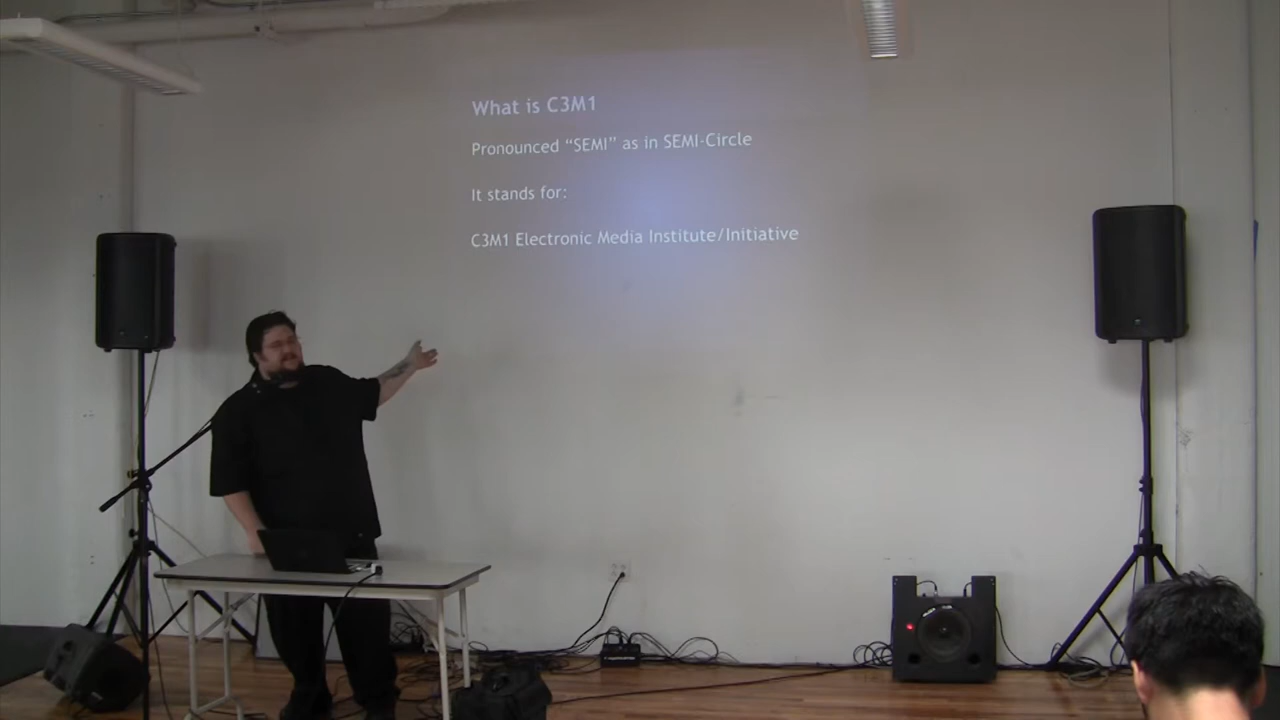 What is C3M1
Pronounced “SEMI” as in SEMI-Circle
It stands for:
C3M1 Electronic Media Institute/Initiative